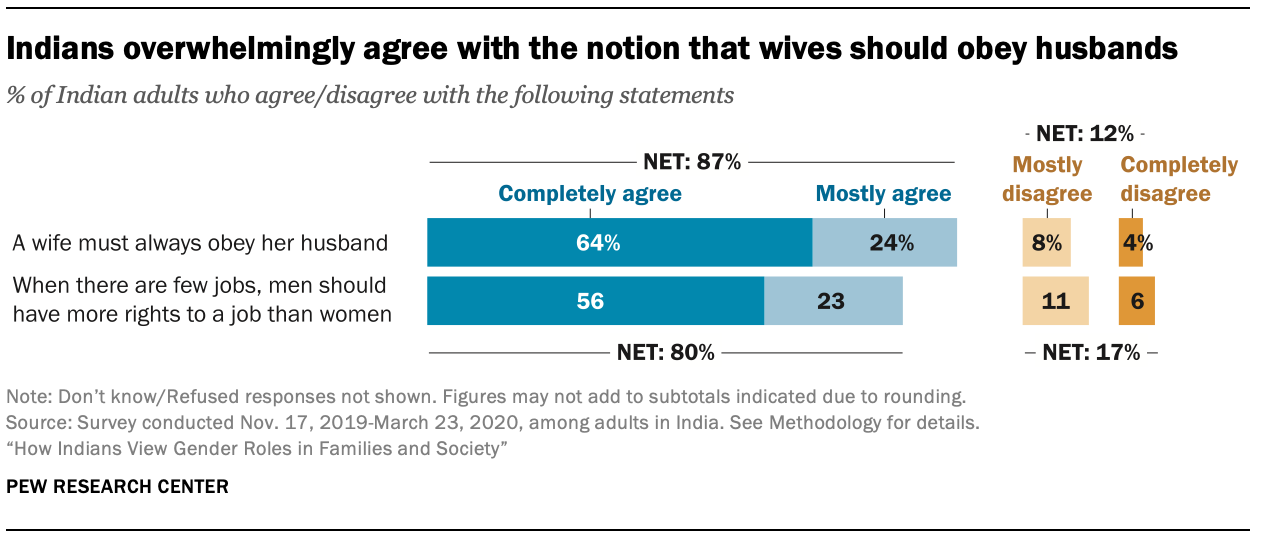 Indians overwhelmingly agree with the notion that wives should obey husbands
% of Indian adults who agree/disagree with the following statements
NET: 87%
NET: 12%
Completely agree
Mostly agree
Mostly
disagree
Completely
disagree
A wife must always obey her husband
64%
24%
8%
4%
When there are few jobs, men should
have more rights to a job than women
56
23
11
6
NET: 80%
NET: 17%
Note: Don’t know/Refused responses not shown. Figures may not add to subtotals indicated due to rounding.
Source: Survey conducted Nov. 17, 2019-March 23, 2020, among adults in India. See Methodology for details.
“How Indians View Gender Roles in Families and Society”
PEW RESEARCH CENTER